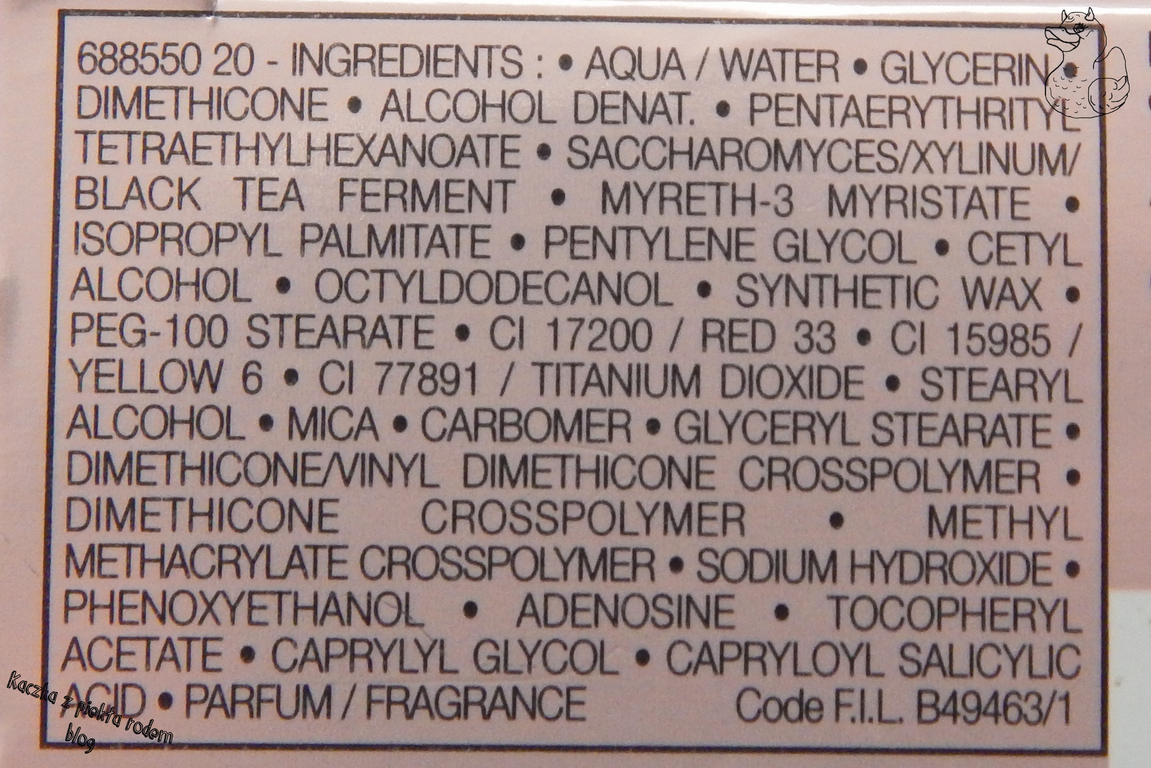 688550 20 - INGREDIENTS : • AQUA / WATER • GLYCERIN •
DIMETHICONE • ALCOHOL DENAT. • PENTAERYTHRITYL
TETRAETHYLHEXANOATE • SACCHAROMYCES/XYLINUM/
BLACK TEA FERMENT • MYRETH-3 MYRISTATE •
ISOPROPYL PALMITATE • PENTYLENE GLYCOL • CETYL
ALCOHOL • OCTYLDODECANOL • SYNTHETIC WAX •
PEG-100 STEARATE • CI 17200 / RED 33 • CI 15985 /
YELLOW 6 • CI 77891 / TITANIUM DIOXIDE • STEARYL
ALCOHOL • MICA • CARBOMER • GLYCERYL STEARATE •
DIMETHICONE/VINYL DIMETHICONE CROSSPOLYMER •
DIMETHICONE CROSSPOLYMER • METHYL
METHACRYLATE CROSSPOLYMER • SODIUM HYDROXIDE •
PHENOXYETHANOL • ADENOSINE • TOCOPHERYL
ACETATE • CAPRYLYL GLYCOL • CAPRYLOYL SALICYLIC
ACID • PARFUM / FRAGRANCE Code F.I.L. B49463/1
Kaczka z piekła rodem
blog